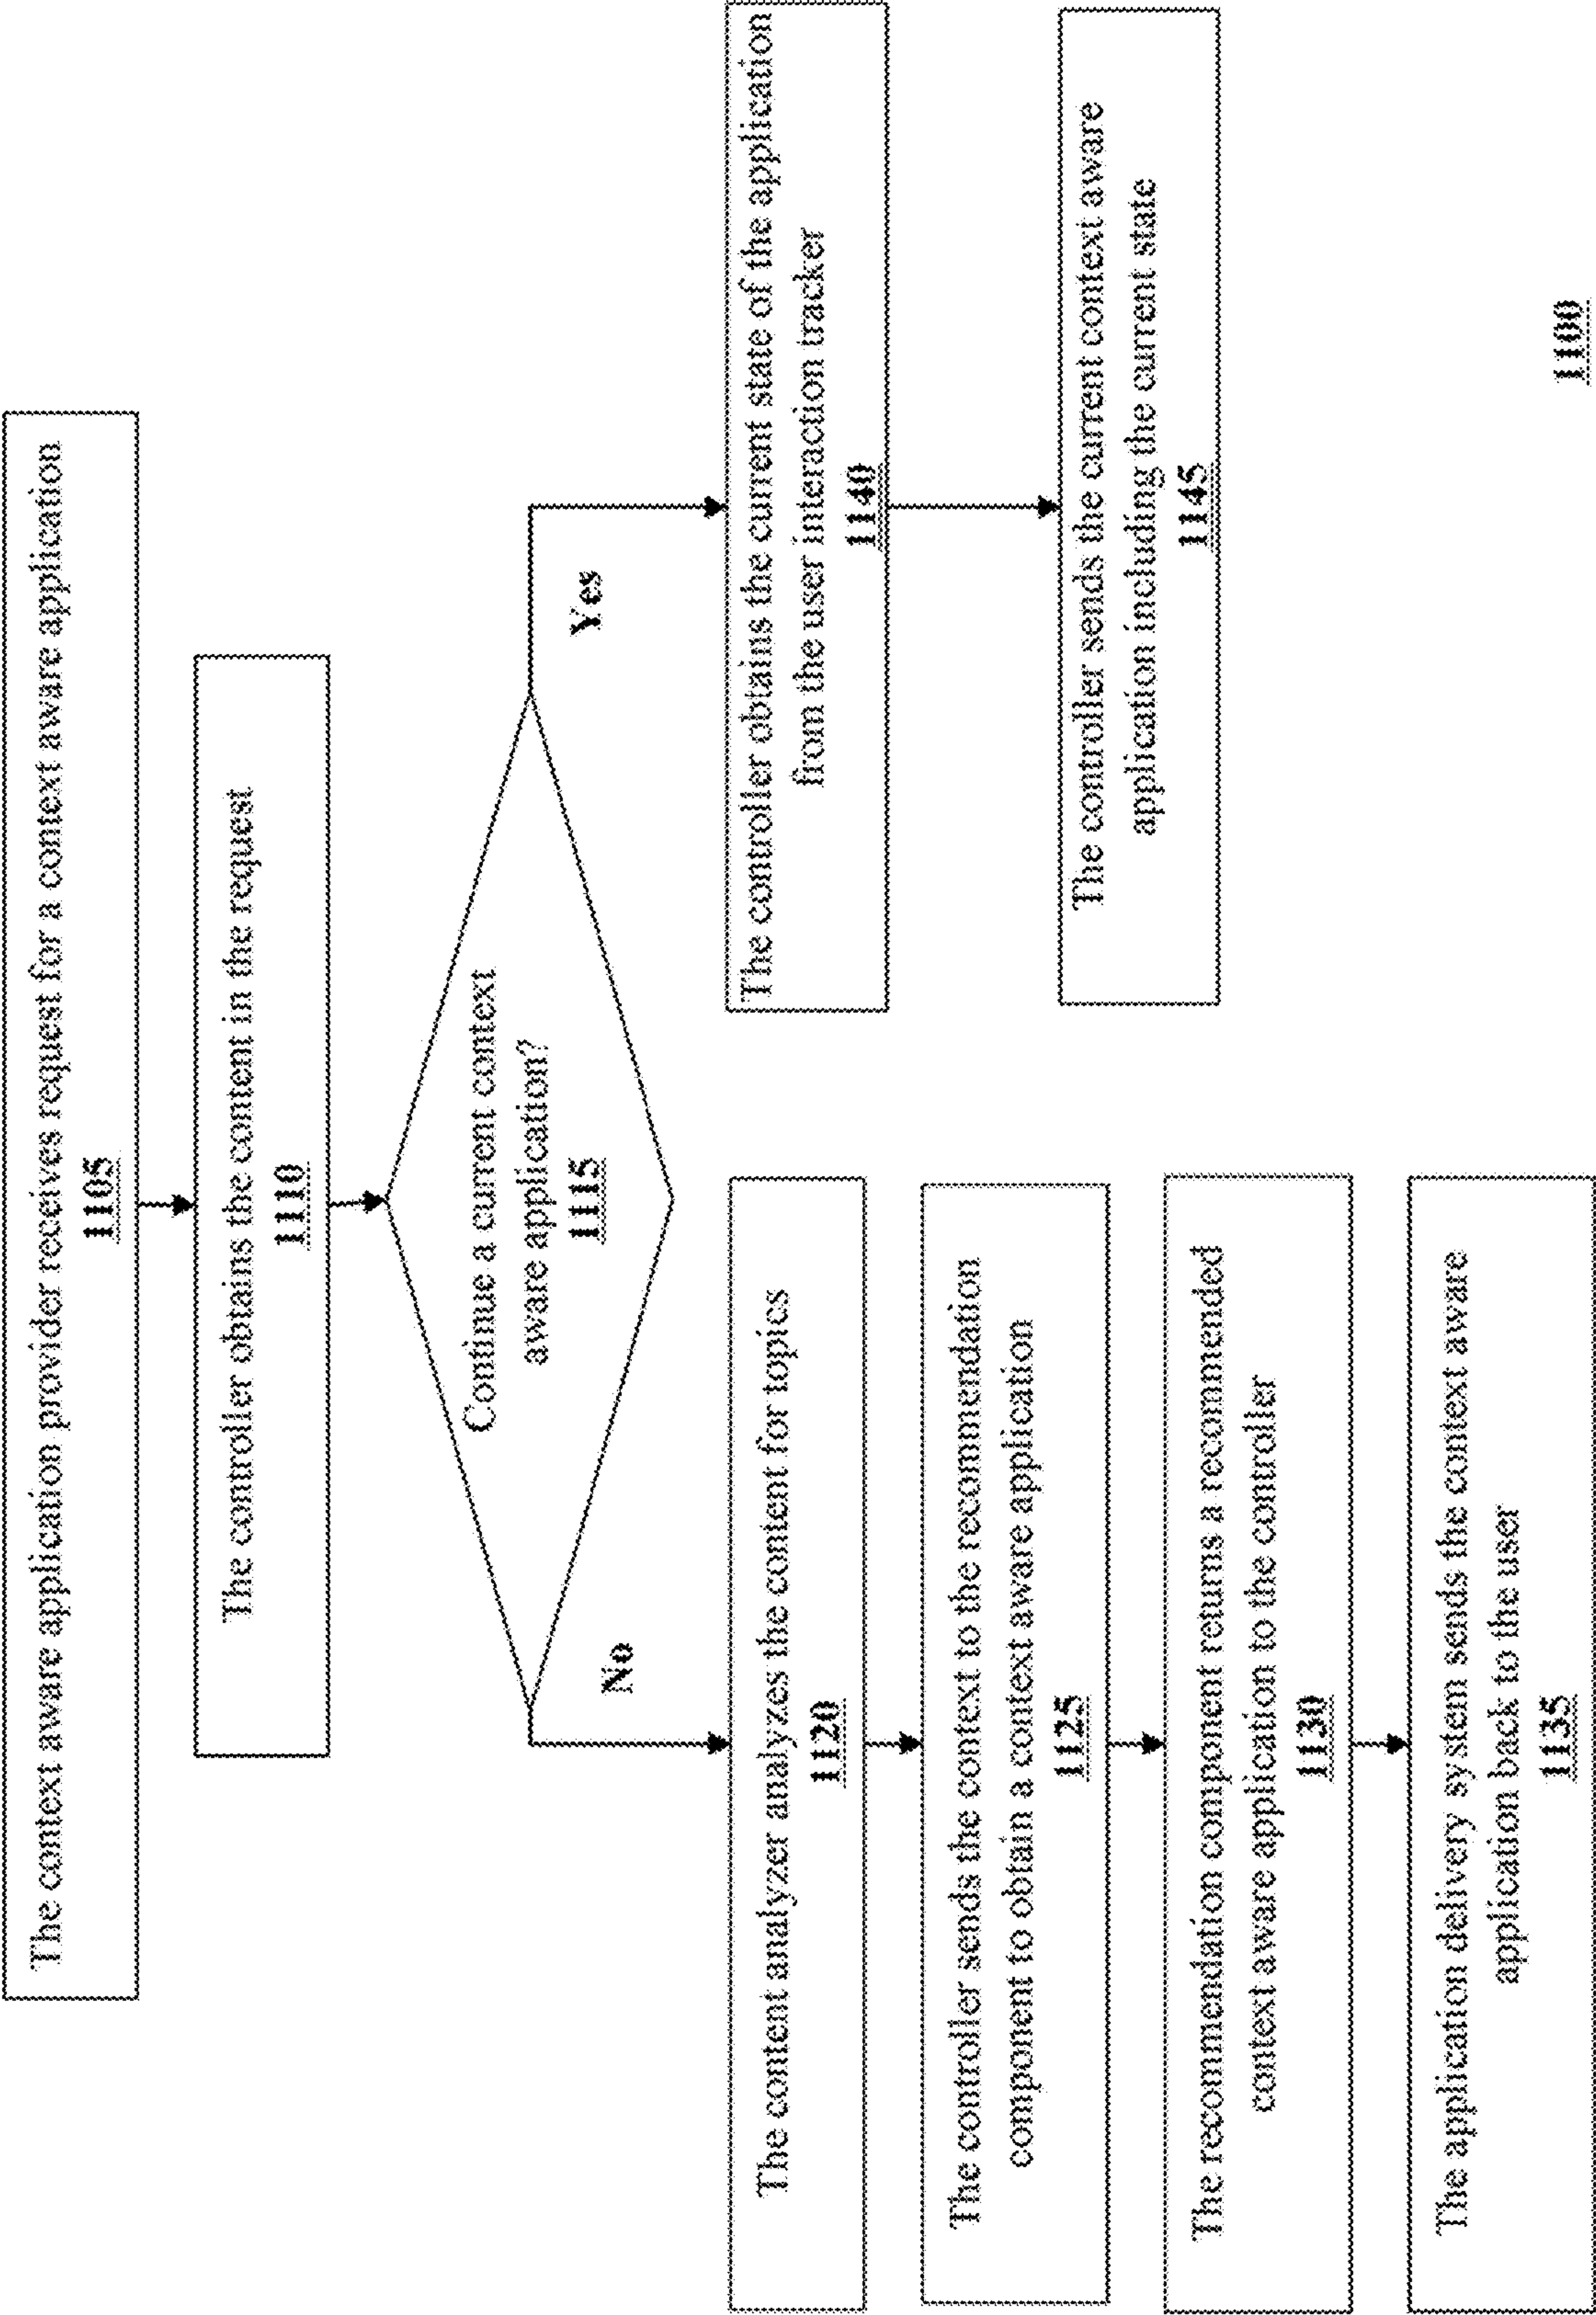 The context aware application provider receives request for a context aware application
1105
The controller obtains the content in the request
1110
Continue a current context
aware application?
1115
No
Yes
The content analyzer analyzes the content for topics
1120
The controller sends the context to the recommendation
component to obtain a context aware application
1125
The recommendation component returns a recommended
context aware application to the controller
1130
The application delivery system sends the context aware
application back to the user
1135
The controller obtains the current state of the application
from the user interaction tracker
1140
The controller sends the current context aware
application including the current state
1145
1100